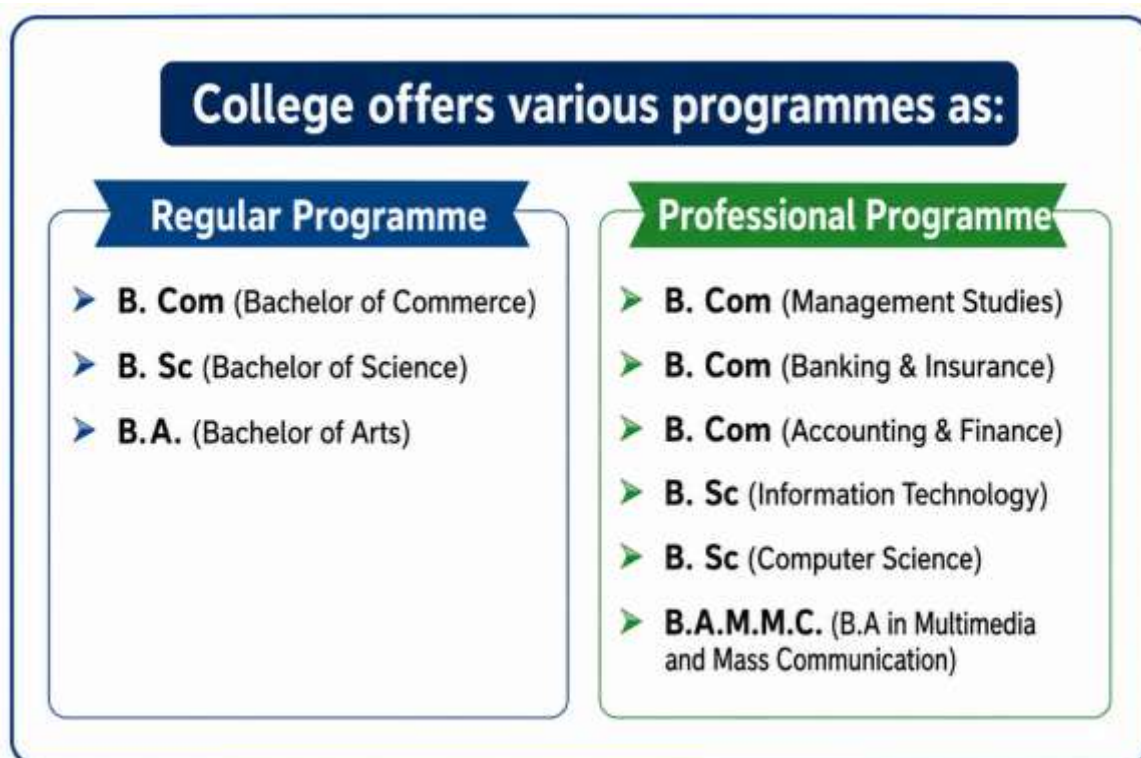 College offers various programmes as:
Regular Programme
➤ B. Com (Bachelor of Commerce)
➤ B. Sc (Bachelor of Science)
➤ B.A. (Bachelor of Arts)
Professional Programme
➤ B. Com (Management Studies)
➤ B. Com (Banking & Insurance)
➤ B. Com (Accounting & Finance)
➤ B. Sc (Information Technology)
➤ B. Sc (Computer Science)
➤ B.A.M.M.C. (B.A in Multimedia
and Mass Communication)